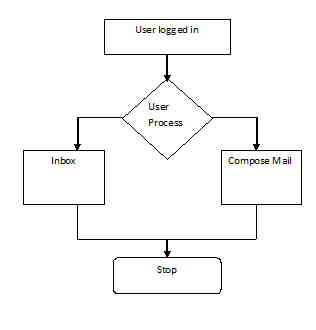 User logged in
User
Process
Inbox
Compose Mail
Stop